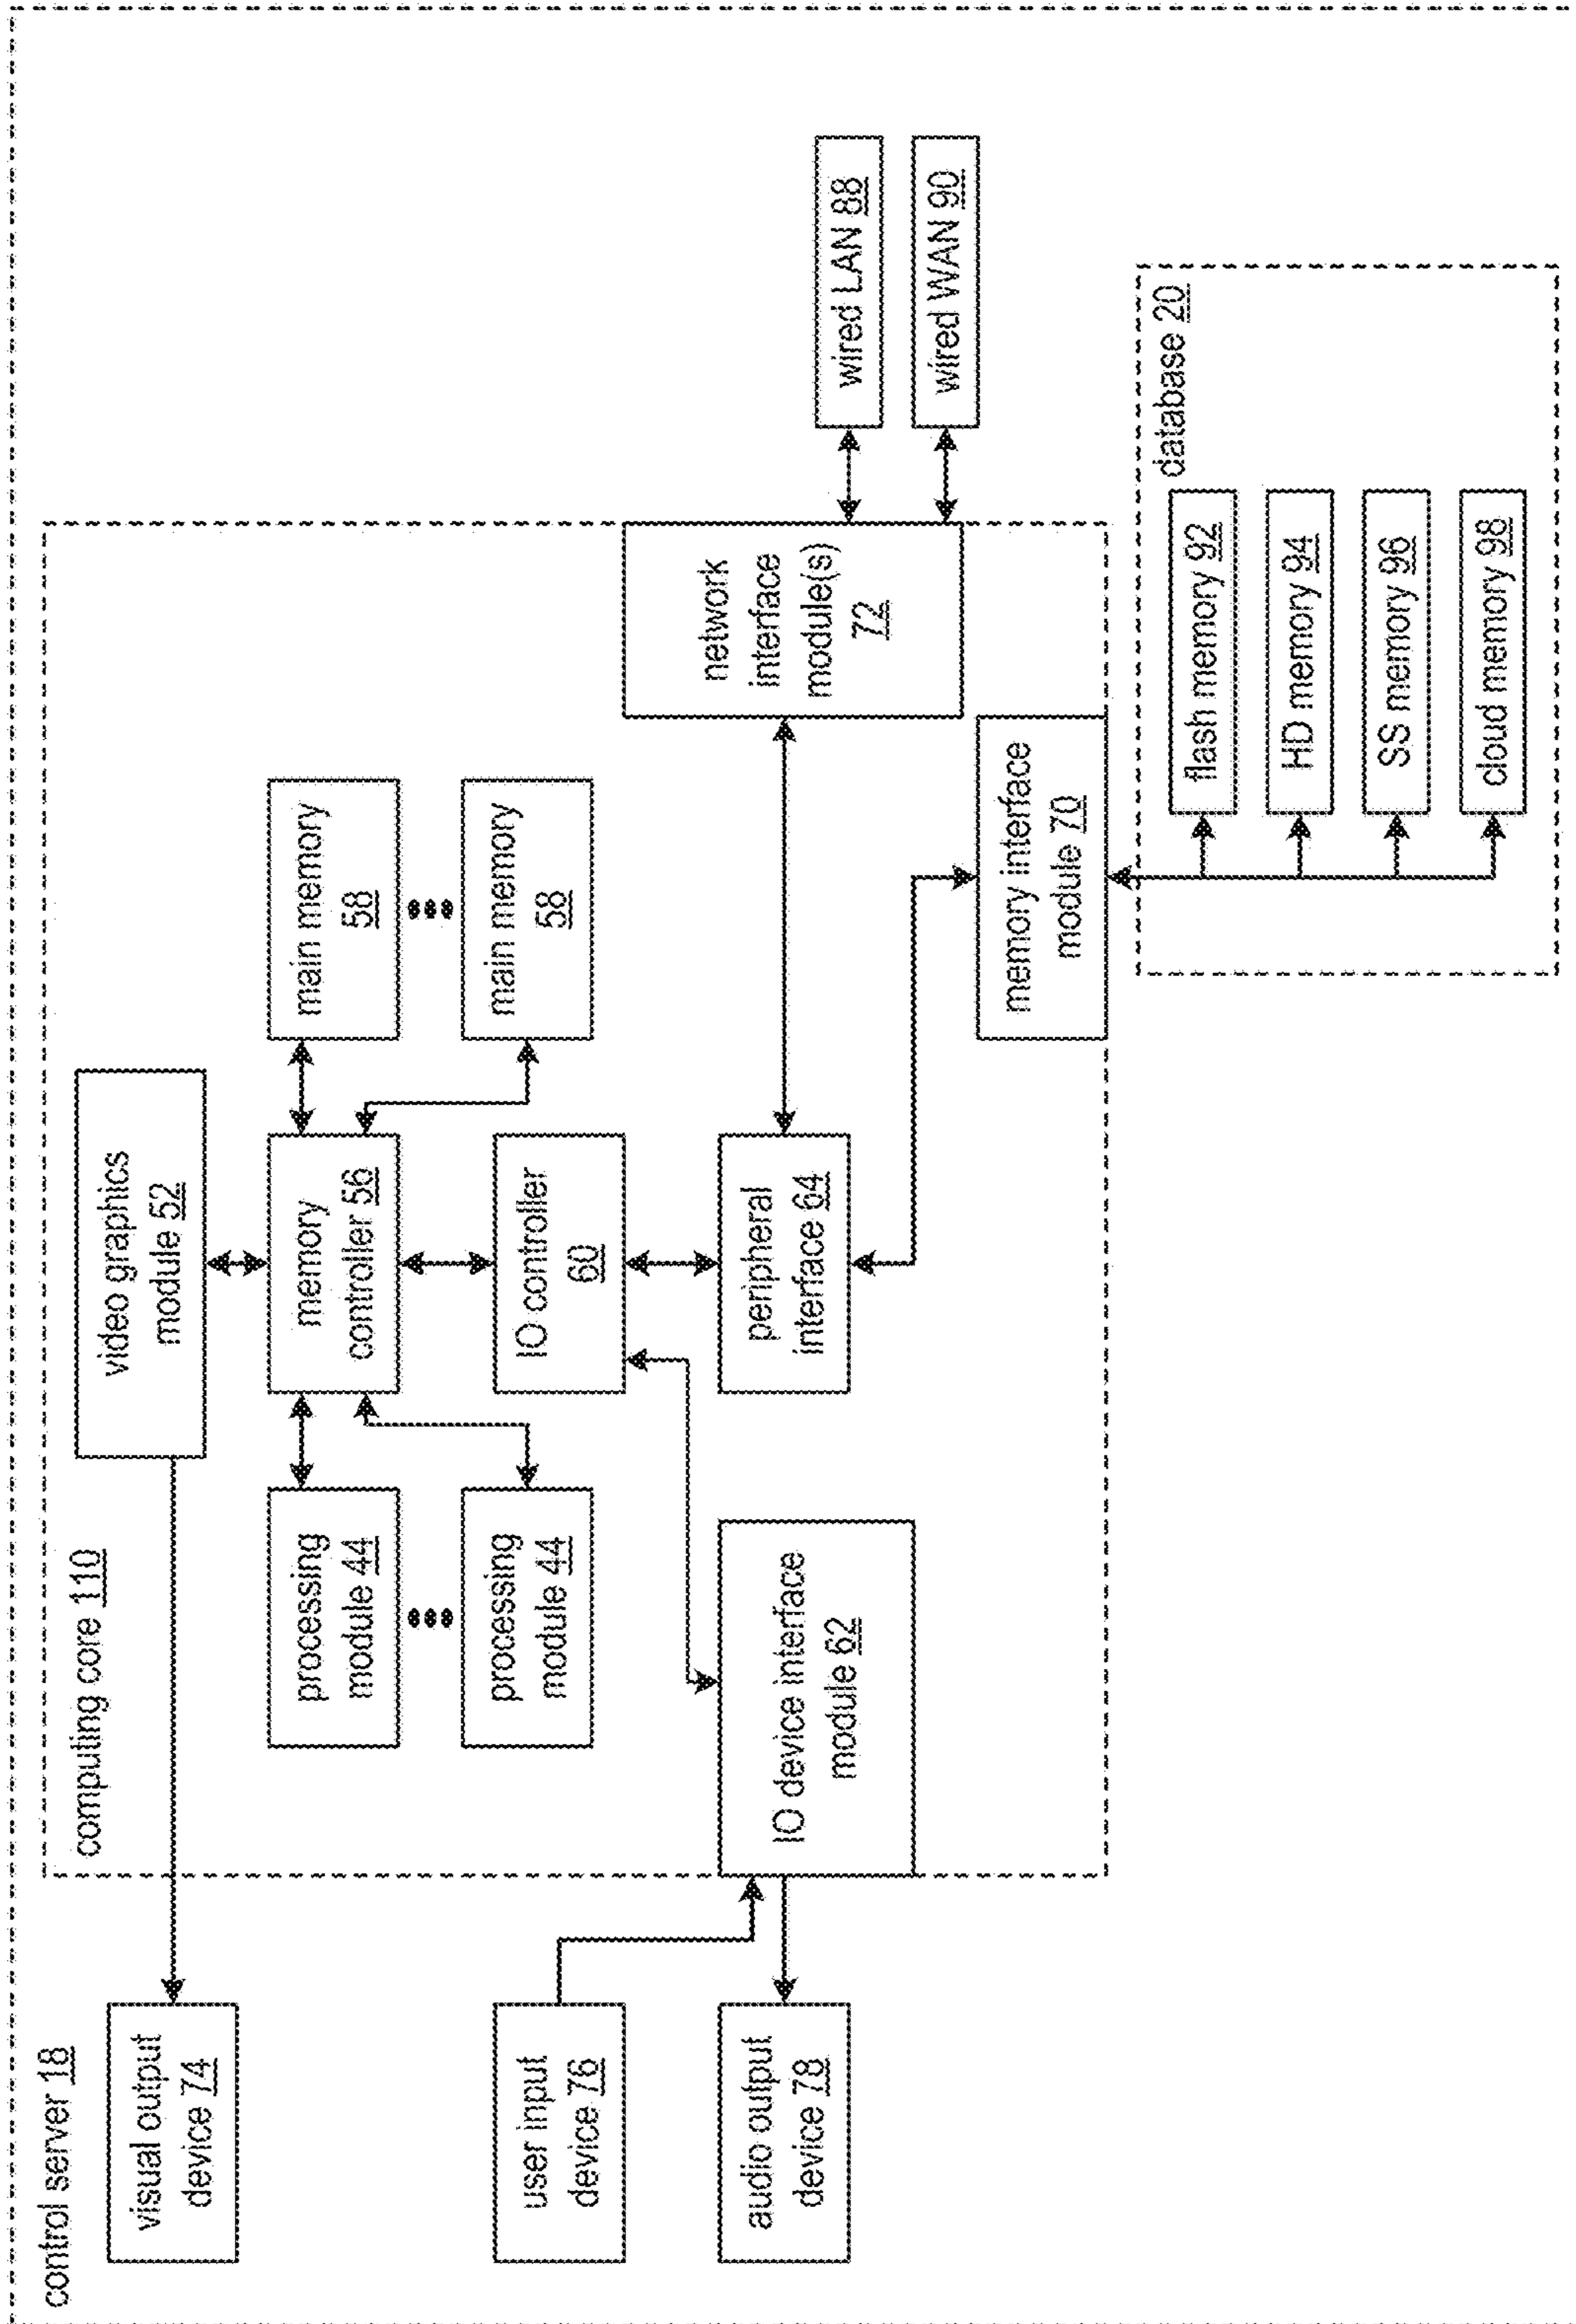 control server 18
visual output
device 74
user input
device 76
audio output
device 78
computing core 110
video graphics
module 52
processing
module 44
processing
module 44
memory
controller 56
main memory
58
main memory
58
IO controller
60
IO device interface
module 62
peripheral
interface 64
network
interface
module(s)
72
memory interface
module 70
wired LAN 88
wired WAN 90
database 20
flash memory 92
HD memory 94
SS memory 96
cloud memory 98